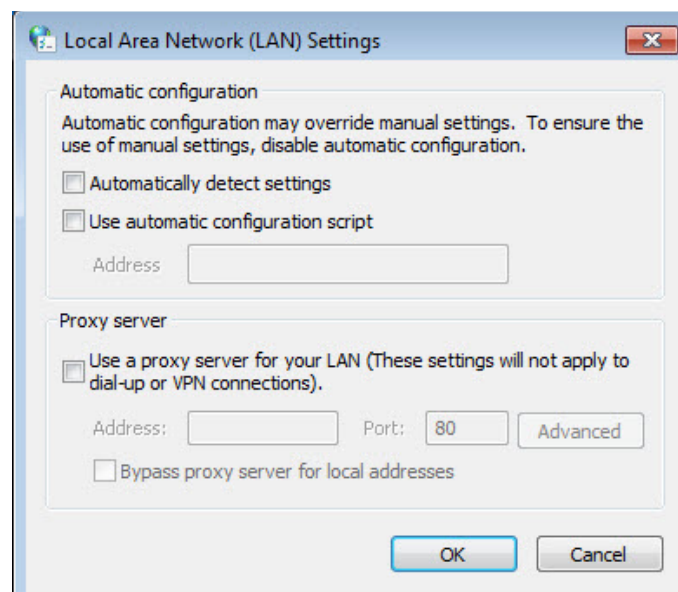 Local Area Network (LAN) Settings
Automatic configuration
Automatic configuration may override manual settings.  To ensure the
use of manual settings, disable automatic configuration.
Automatically detect settings
Use automatic configuration script
Address
Proxy server
Use a proxy server for your LAN (These settings will not apply to
dial-up or VPN connections).
Address: Port: 80 Advanced
Bypass proxy server for local addresses
OK Cancel